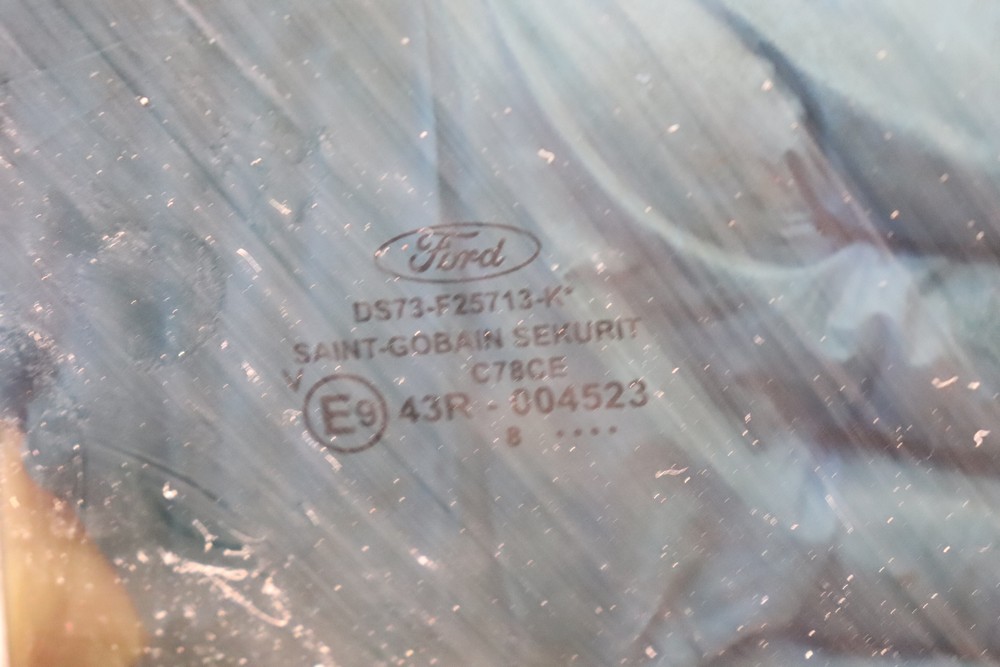 Ford
DS73-F25713-K*
SAINT-GOBAIN SEKURIT
C78CE
V
E9 43R - 004523
8 ····